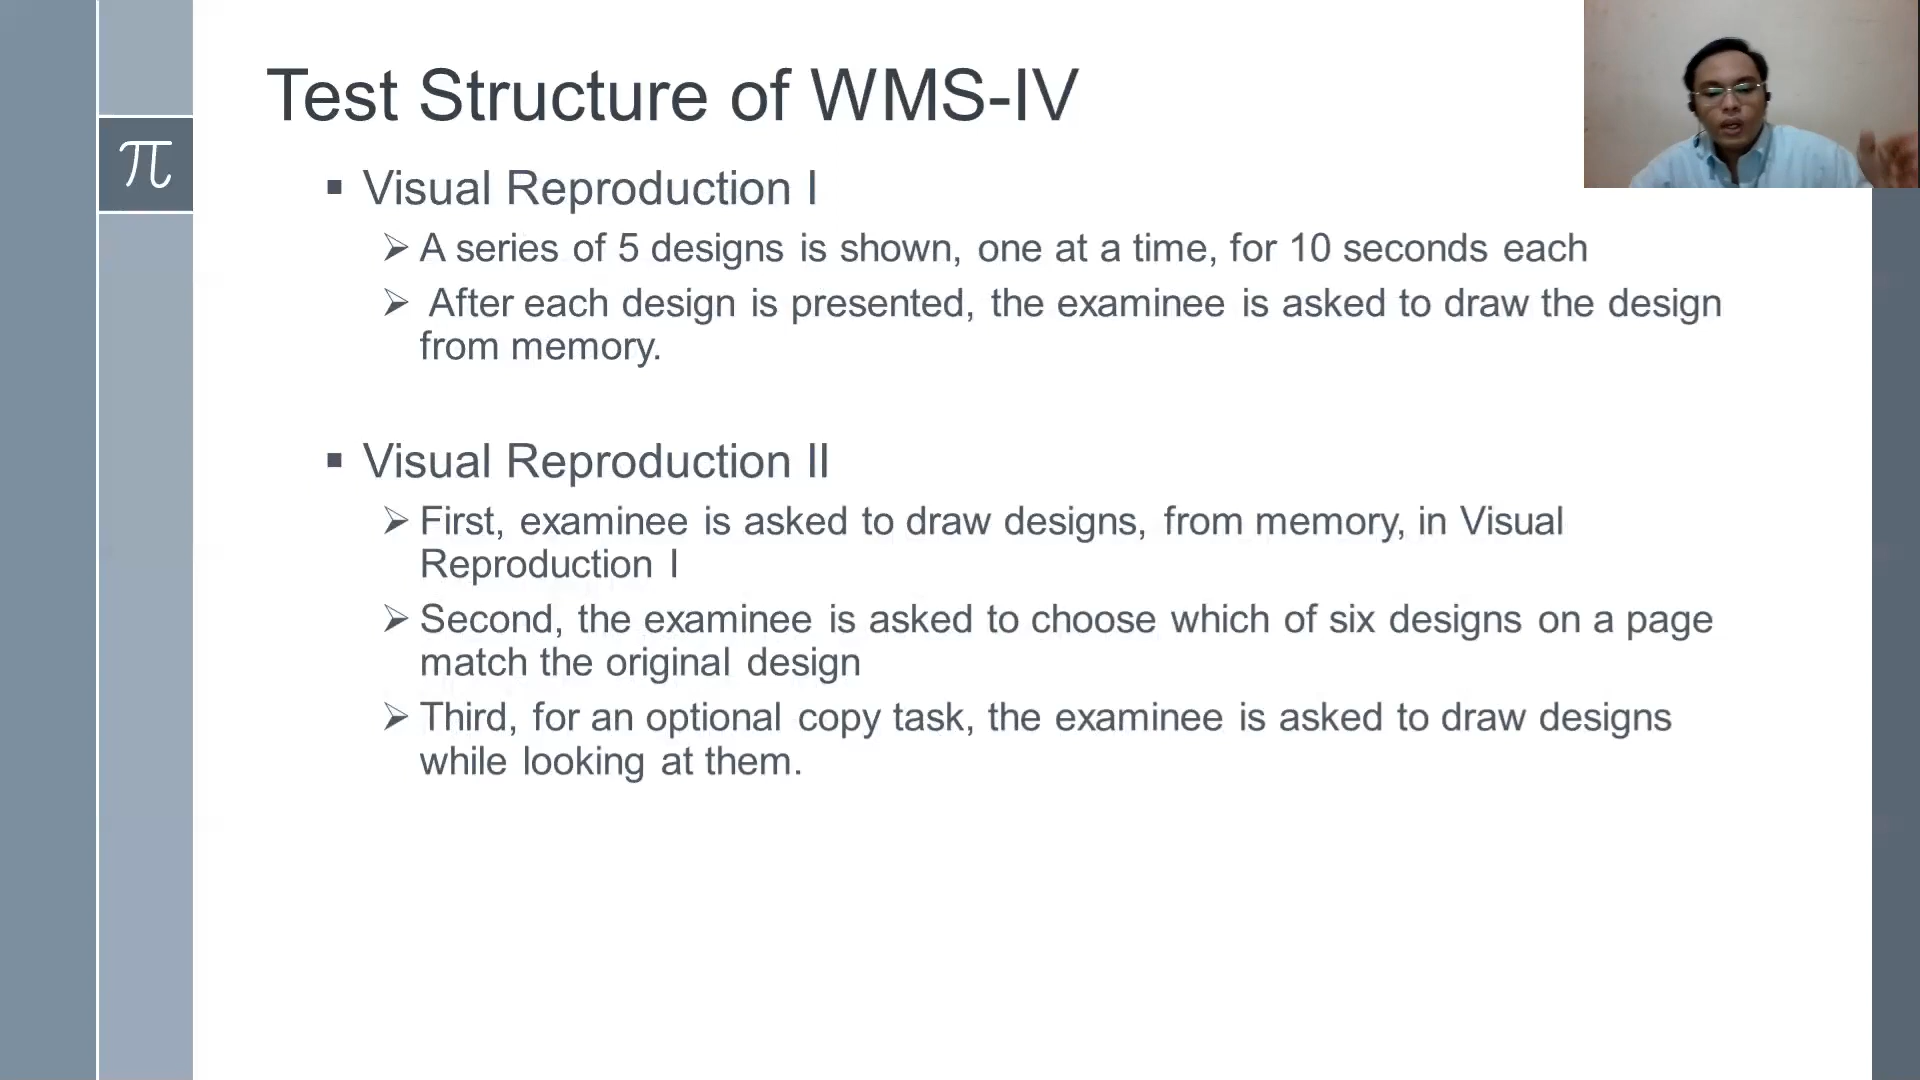 Test Structure of WMS-IV
π
▪ Visual Reproduction I
➢ A series of 5 designs is shown, one at a time, for 10 seconds each
➢ After each design is presented, the examinee is asked to draw the design
from memory.
▪ Visual Reproduction II
➢ First, examinee is asked to draw designs, from memory, in Visual
Reproduction I
➢ Second, the examinee is asked to choose which of six designs on a page
match the original design
➢ Third, for an optional copy task, the examinee is asked to draw designs
while looking at them.